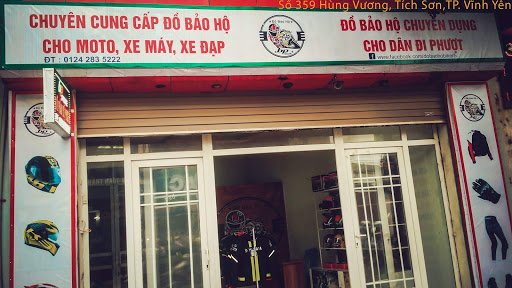 Số 359 Hùng Vương, Tích Sơn,TP. Vĩnh Yên
CHUYÊN CUNG CẤP ĐỒ BẢO HỘ
CHO MOTO, XE MÁY, XE ĐẠP
ĐT : 0124 283 5222
ĐỒ BẢO HỘ CHUYÊN DỤNG
CHO DÂN ĐI PHƯỢT